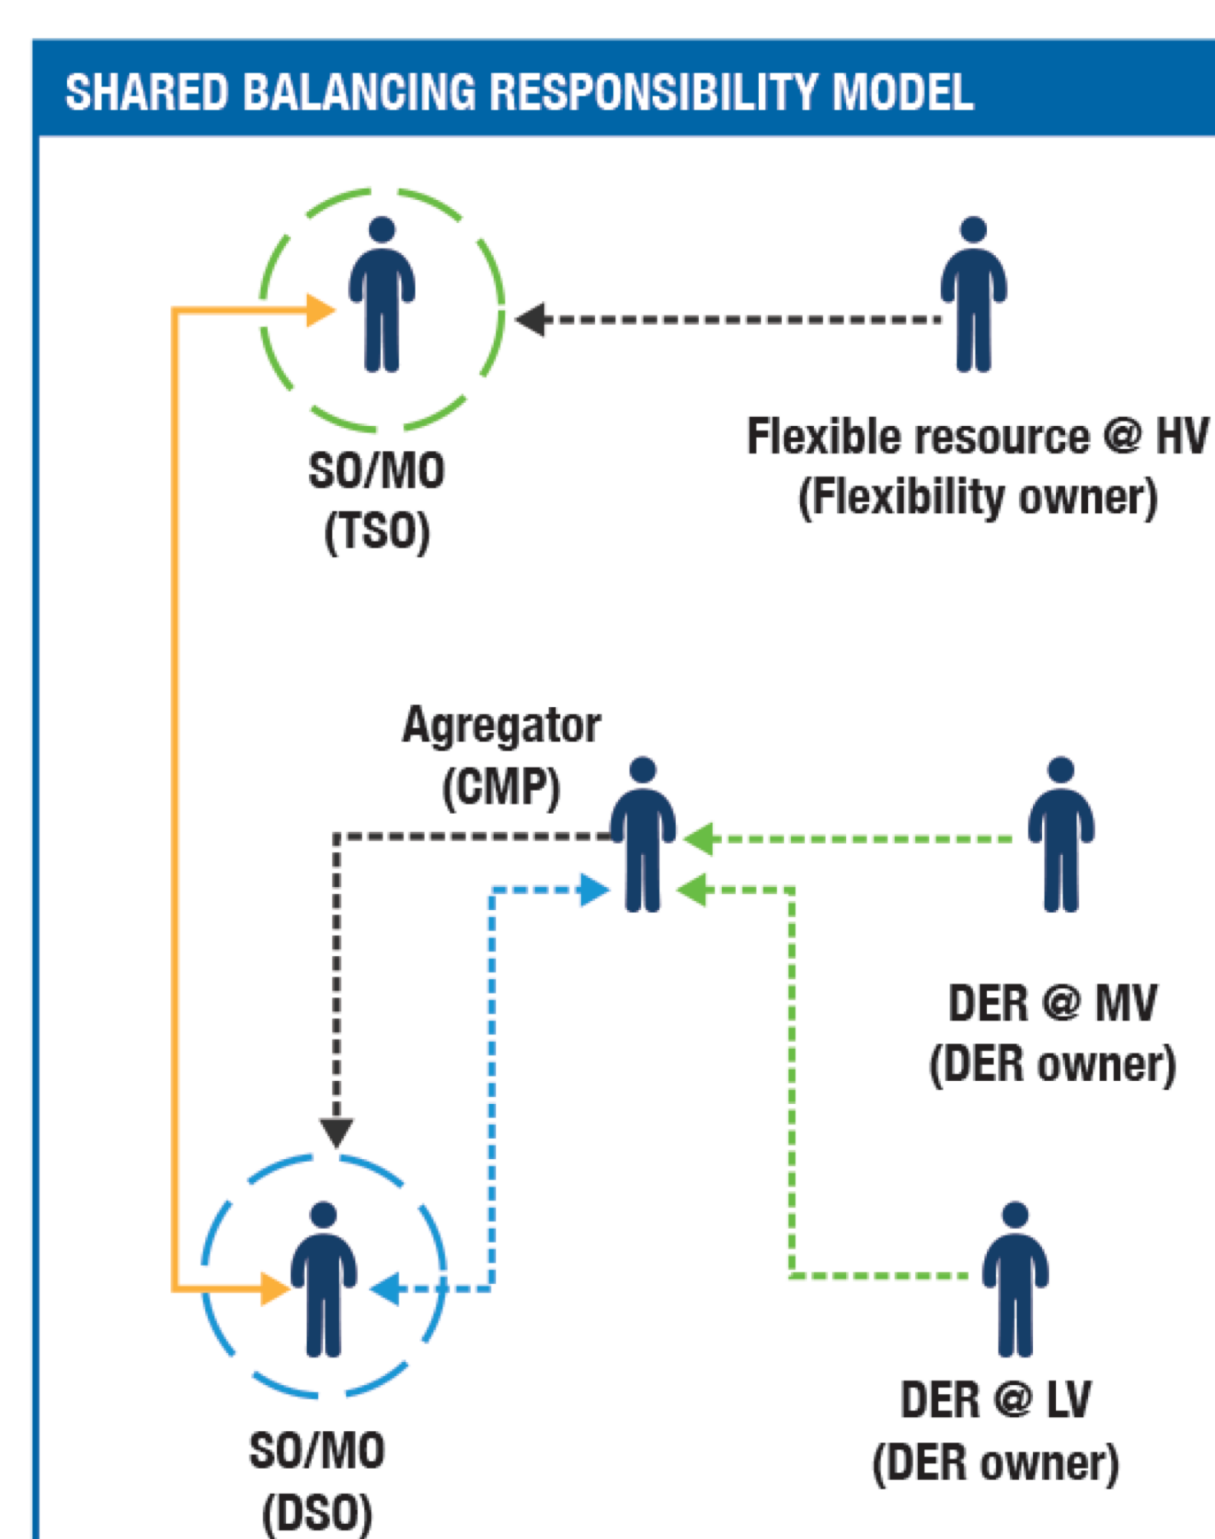 SHARED BALANCING RESPONSIBILITY MODEL
SO/MO
(TSO)
Flexible resource @ HV
(Flexibility owner)
Agregator
(CMP)
DER @ MV
(DER owner)
DER @ LV
(DER owner)
SO/MO
(DSO)